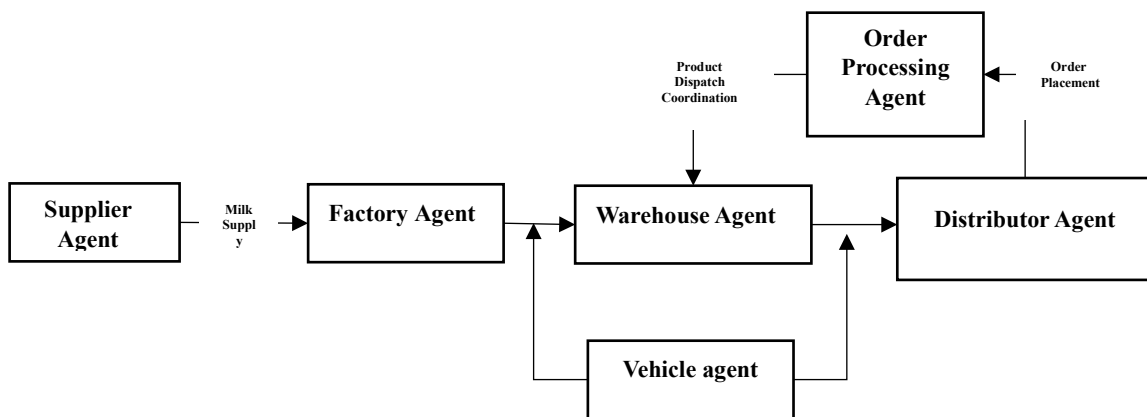 Order
Processing
Agent
Product
Dispatch
Coordination
Order
Placement
Supplier
Agent
Milk
Suppl
y
Factory Agent
Warehouse Agent
Distributor Agent
Vehicle agent